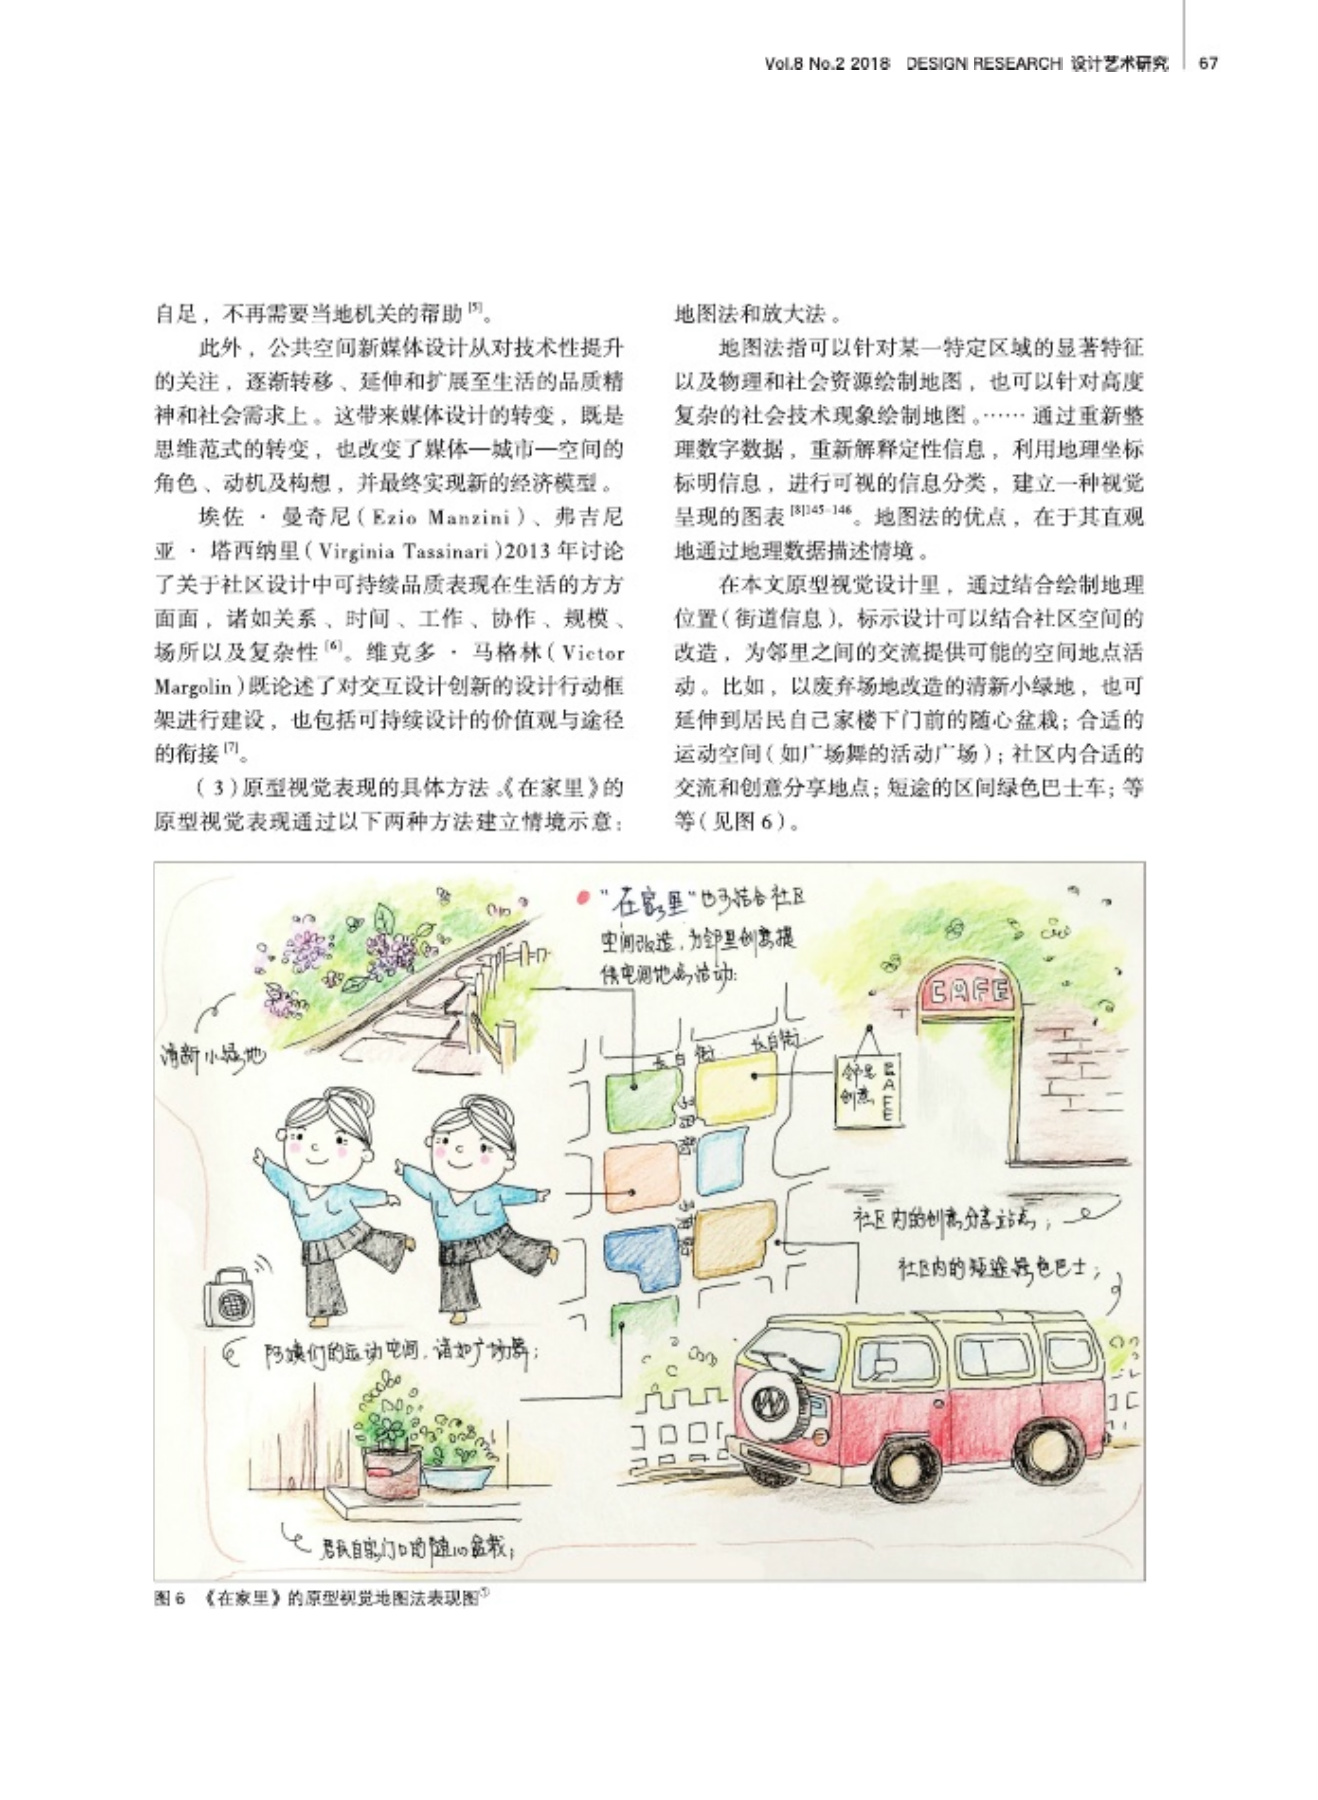 Vol.8 No.2 2018 DESIGN RESEARCH 设计艺术研究 67
自足，不再需要当地机关的帮助[5]。
此外，公共空间新媒体设计从对技术性提升
的关注，逐渐转移、延伸和扩展至生活的品质精
神和社会需求上。这带来媒体设计的转变，既是
思维范式的转变，也改变了媒体—城市—空间的
角色、动机及构想，并最终实现新的经济模型。
埃佐·曼奇尼(Ezio Manzini)、弗吉尼
亚·塔西纳里(Virginia Tassinari)2013年讨论
了关于社区设计中可持续品质表现在生活的方方
面面，诸如关系、时间、工作、协作、规模、
场所以及复杂性[6]。维克多·马格林(Victor
Margolin)既论述了对交互设计创新的设计行动框
架进行建设，也包括可持续设计的价值观与途径
的衔接[7]。
(3)原型视觉表现的具体方法。《在家里》的
原型视觉表现通过以下两种方法建立情境示意：
地图法和放大法。
地图法指可以针对某一特定区域的显著特征
以及物理和社会资源绘制地图，也可以针对高度
复杂的社会技术现象绘制地图。……通过重新整
理数字数据，重新解释定性信息，利用地理坐标
标明信息，进行可视的信息分类，建立一种视觉
呈现的图表[8]145-146。地图法的优点，在于其直观
地通过地理数据描述情境。
在本文原型视觉设计里，通过结合绘制地理
位置(街道信息)，标示设计可以结合社区空间的
改造，为邻里之间的交流提供可能的空间地点活
动。比如，以废弃场地改造的清新小绿地，也可
延伸到居民自己家楼下门前的随心盆栽；合适的
运动空间(如广场舞的活动广场)；社区内合适的
交流和创意分享地点；短途的区间绿色巴士车；等
等(见图6)。
“在家里”也可结合社区
空间改造，为邻里创意提
供空间地点活动：
清新小绿地
长白街
长白街
CAFE
邻里
创意
CAFE
社区内的创意分享站点；
社区内的短途绿色巴士；
阿姨们的运动空间，诸如广场舞；
居民自家门口的随心盆栽；
图6 《在家里》的原型视觉地图法表现图①